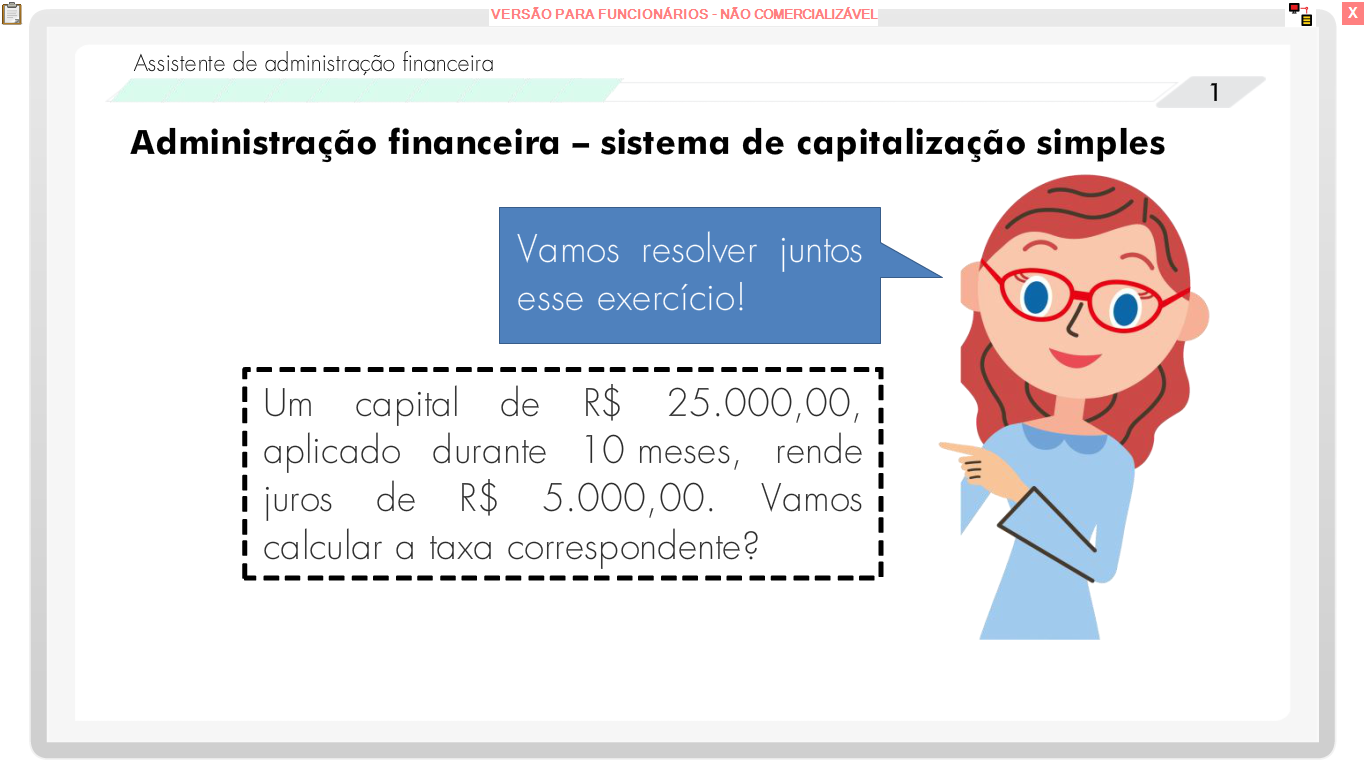 VERSÃO PARA FUNCIONÁRIOS - NÃO COMERCIALIZÁVEL
X
Assistente de administração financeira
1
Administração financeira – sistema de capitalização simples
Vamos resolver juntos
esse exercício!
Um capital de R$ 25.000,00,
aplicado durante 10 meses, rende
juros de R$ 5.000,00. Vamos
calcular a taxa correspondente?